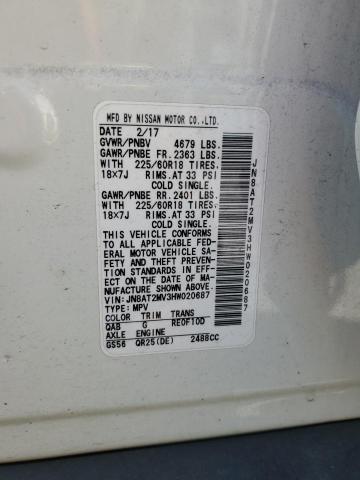 MFD BY NISSAN MOTOR CO.,LTD.
DATE 2/17
GVWR/PNBV 4679 LBS.
GAWR/PNBE FR. 2363 LBS.
WITH 225/60R18 TIRES.
18×7J RIMS.AT 33 PSI
COLD SINGLE.
GAWR/PNBE RR. 2401 LBS.
WITH 225/60R18 TIRES.
18×7J RIMS.AT 33 PSI
COLD SINGLE.
THIS VEHICLE CONFORMS
TO ALL APPLICABLE FED-
ERAL MOTOR VEHICLE SA-
FETY AND THEFT PREVEN-
TION STANDARDS IN EFF-
ECT ON THE DATE OF MA-
NUFACTURE SHOWN ABOVE.
VIN:JN8AT2MV3HW020687
TYPE:MPV
COLOR TRIM TRANS
QAB G RE0F10D
AXLE ENGINE
GS56 QR25(DE) 2488CC
JN8AT2MV3HW020687